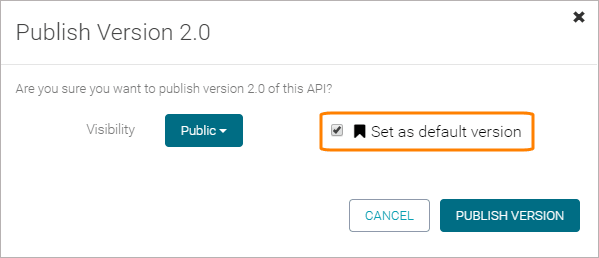 Publish Version 2.0
Are you sure you want to publish version 2.0 of this API?
Visibility Public Set as default version
CANCEL PUBLISH VERSION